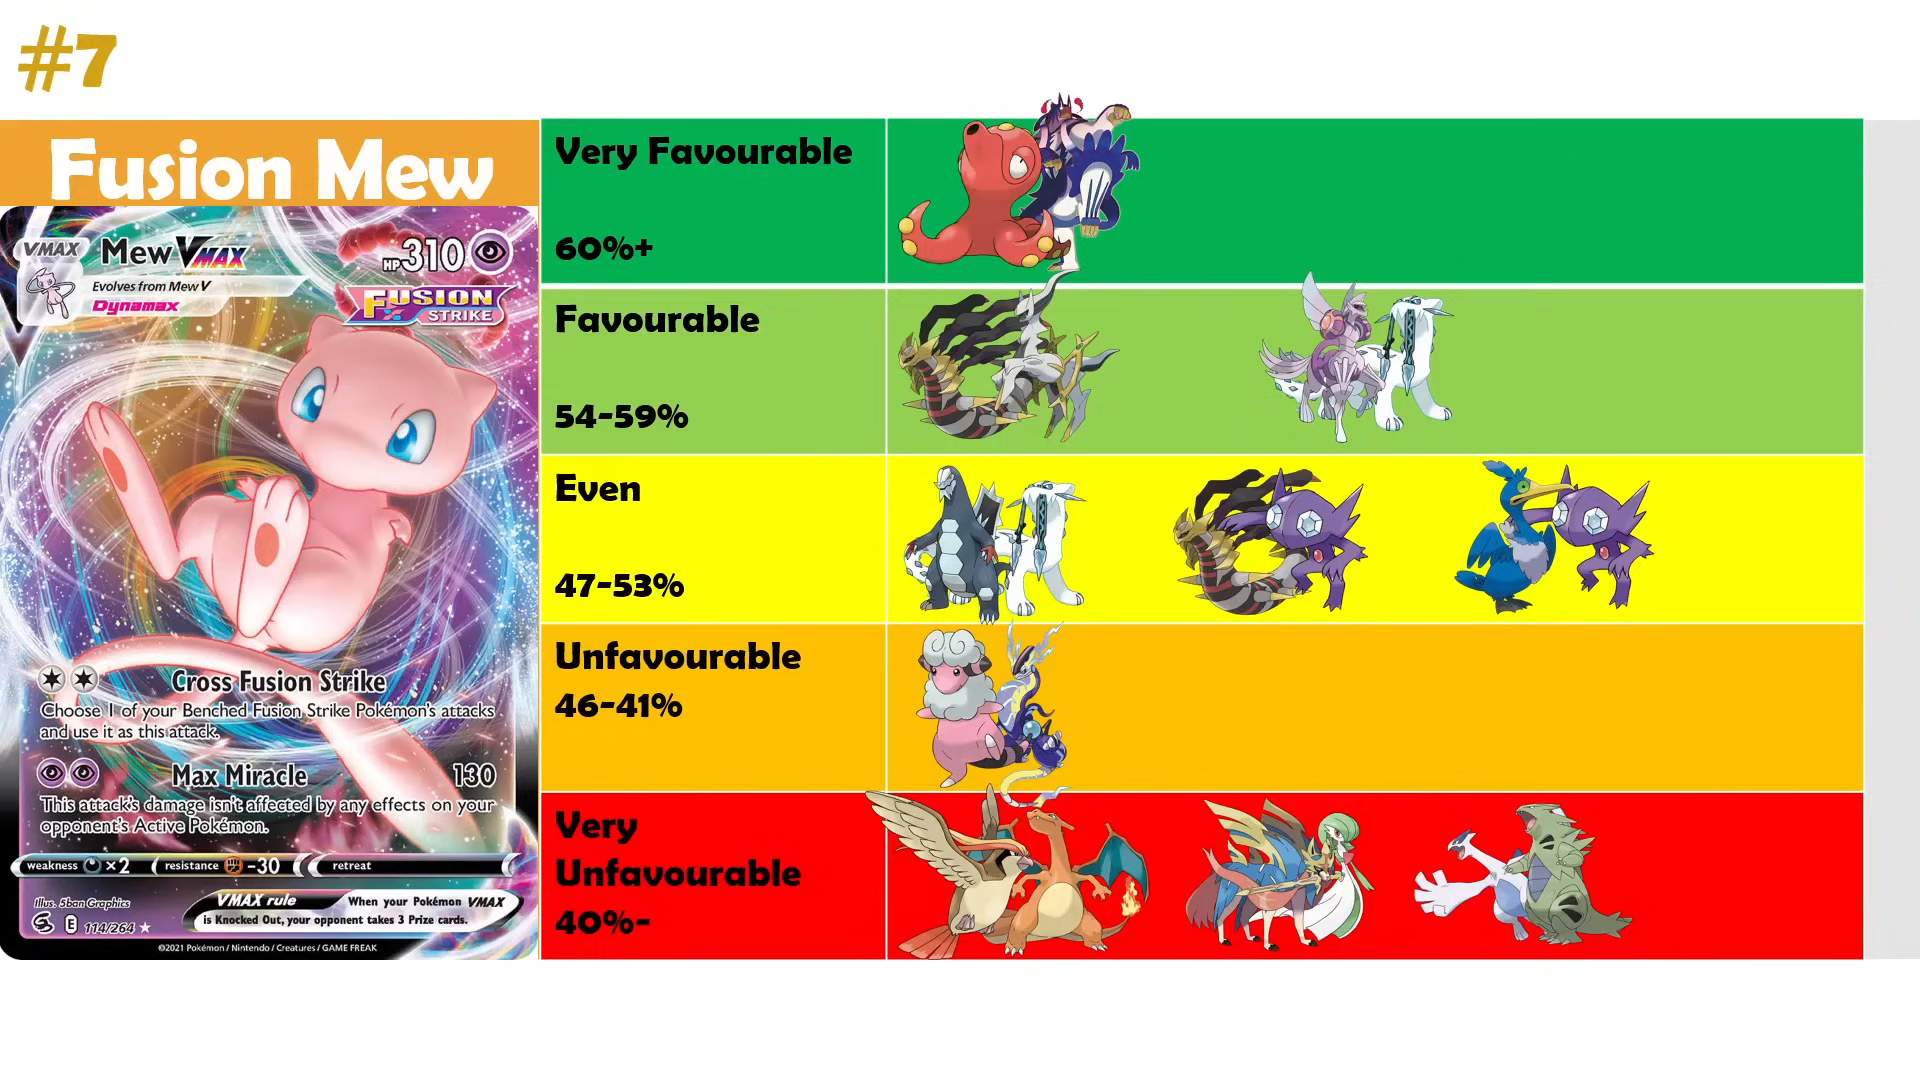 #7
Fusion Mew
VMAX Mew VMAX HP 310
Evolves from Mew V
Dynamax
FUSION
STRIKE
Cross Fusion Strike
Choose 1 of your Benched Fusion Strike Pokémon's attacks
and use it as this attack.
Max Miracle 130
This attack's damage isn't affected by any effects on your
opponent's Active Pokémon.
weakness ×2 resistance -30 retreat
Illus. 5ban Graphics
VMAX rule When your Pokémon VMAX
is Knocked Out, your opponent takes 3 Prize cards.
E 114/264 ★
©2021 Pokémon / Nintendo / Creatures / GAME FREAK
Very Favourable
60%+
Favourable
54-59%
Even
47-53%
Unfavourable
46-41%
Very
Unfavourable
40%-